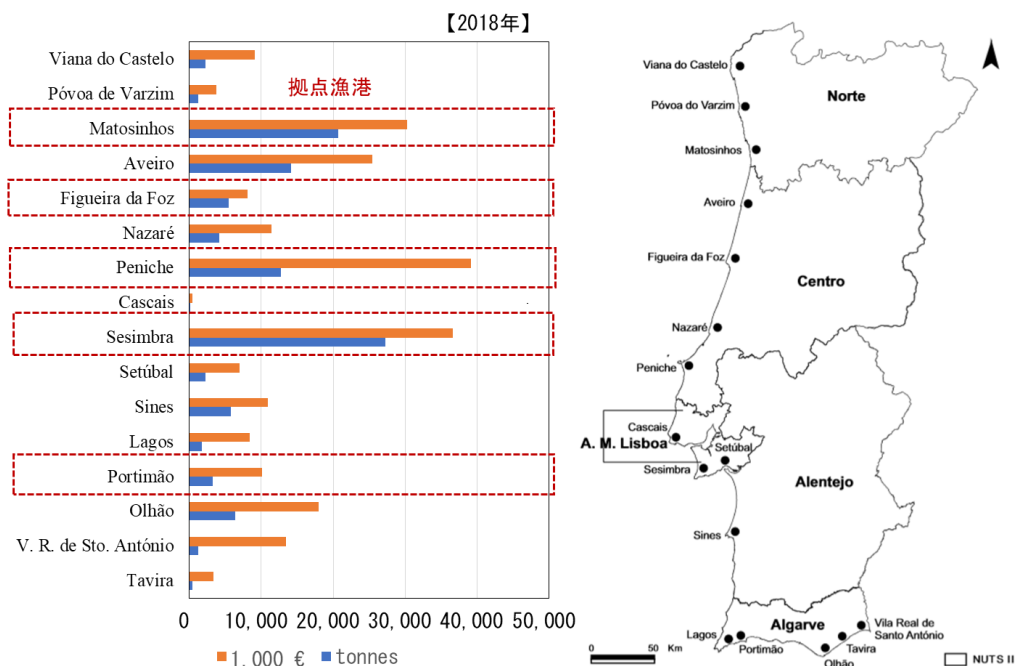 【2018年】
拠点漁港
Viana do Castelo
Póvoa de Varzim
Matosinhos
Aveiro
Figueira da Foz
Nazaré
Peniche
Cascais
Sesimbra
Setúbal
Sines
Lagos
Portimão
Olhão
V. R. de Sto. António
Tavira
0 10,000 20,000 30,000 40,000 50,000
1,000 € tonnes
Viana do Castelo
Norte
Póvoa do Varzim
Matosinhos
Aveiro
Figueira da Foz
Centro
Nazaré
Peniche
Cascais
A. M. Lisboa
Setúbal
Sesimbra
Alentejo
Sines
Algarve
Lagos
Portimão
Vila Real de
Santo António
Tavira
Olhão
0 50 Km
NUTS II